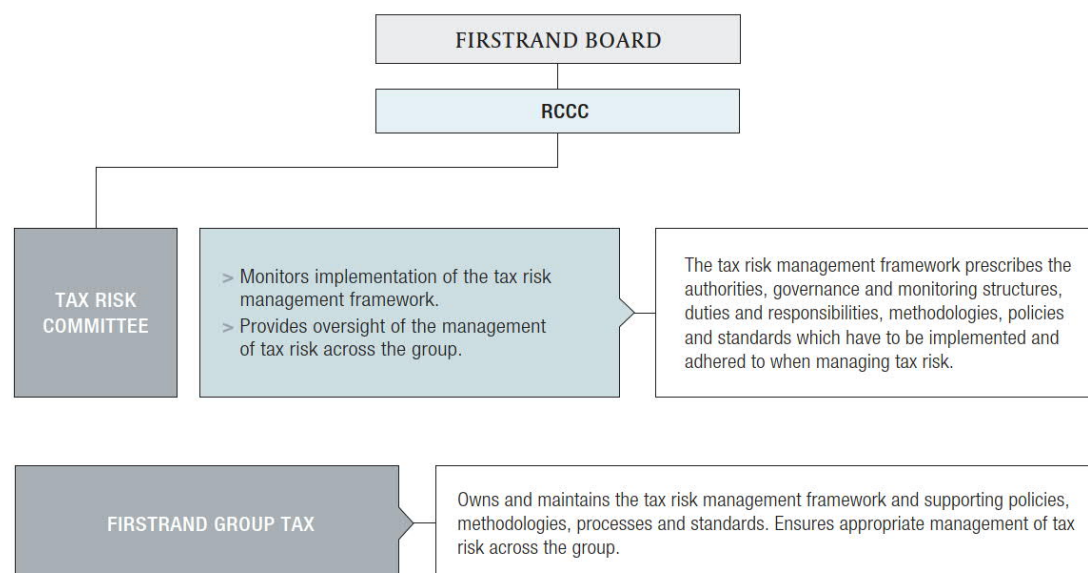 FIRSTRAND BOARD
RCCC
TAX RISK
COMMITTEE
> Monitors implementation of the tax risk
management framework.
> Provides oversight of the management
of tax risk across the group.
The tax risk management framework prescribes the
authorities, governance and monitoring structures,
duties and responsibilities, methodologies, policies
and standards which have to be implemented and
adhered to when managing tax risk.
FIRSTRAND GROUP TAX
Owns and maintains the tax risk management framework and supporting policies,
methodologies, processes and standards. Ensures appropriate management of tax
risk across the group.